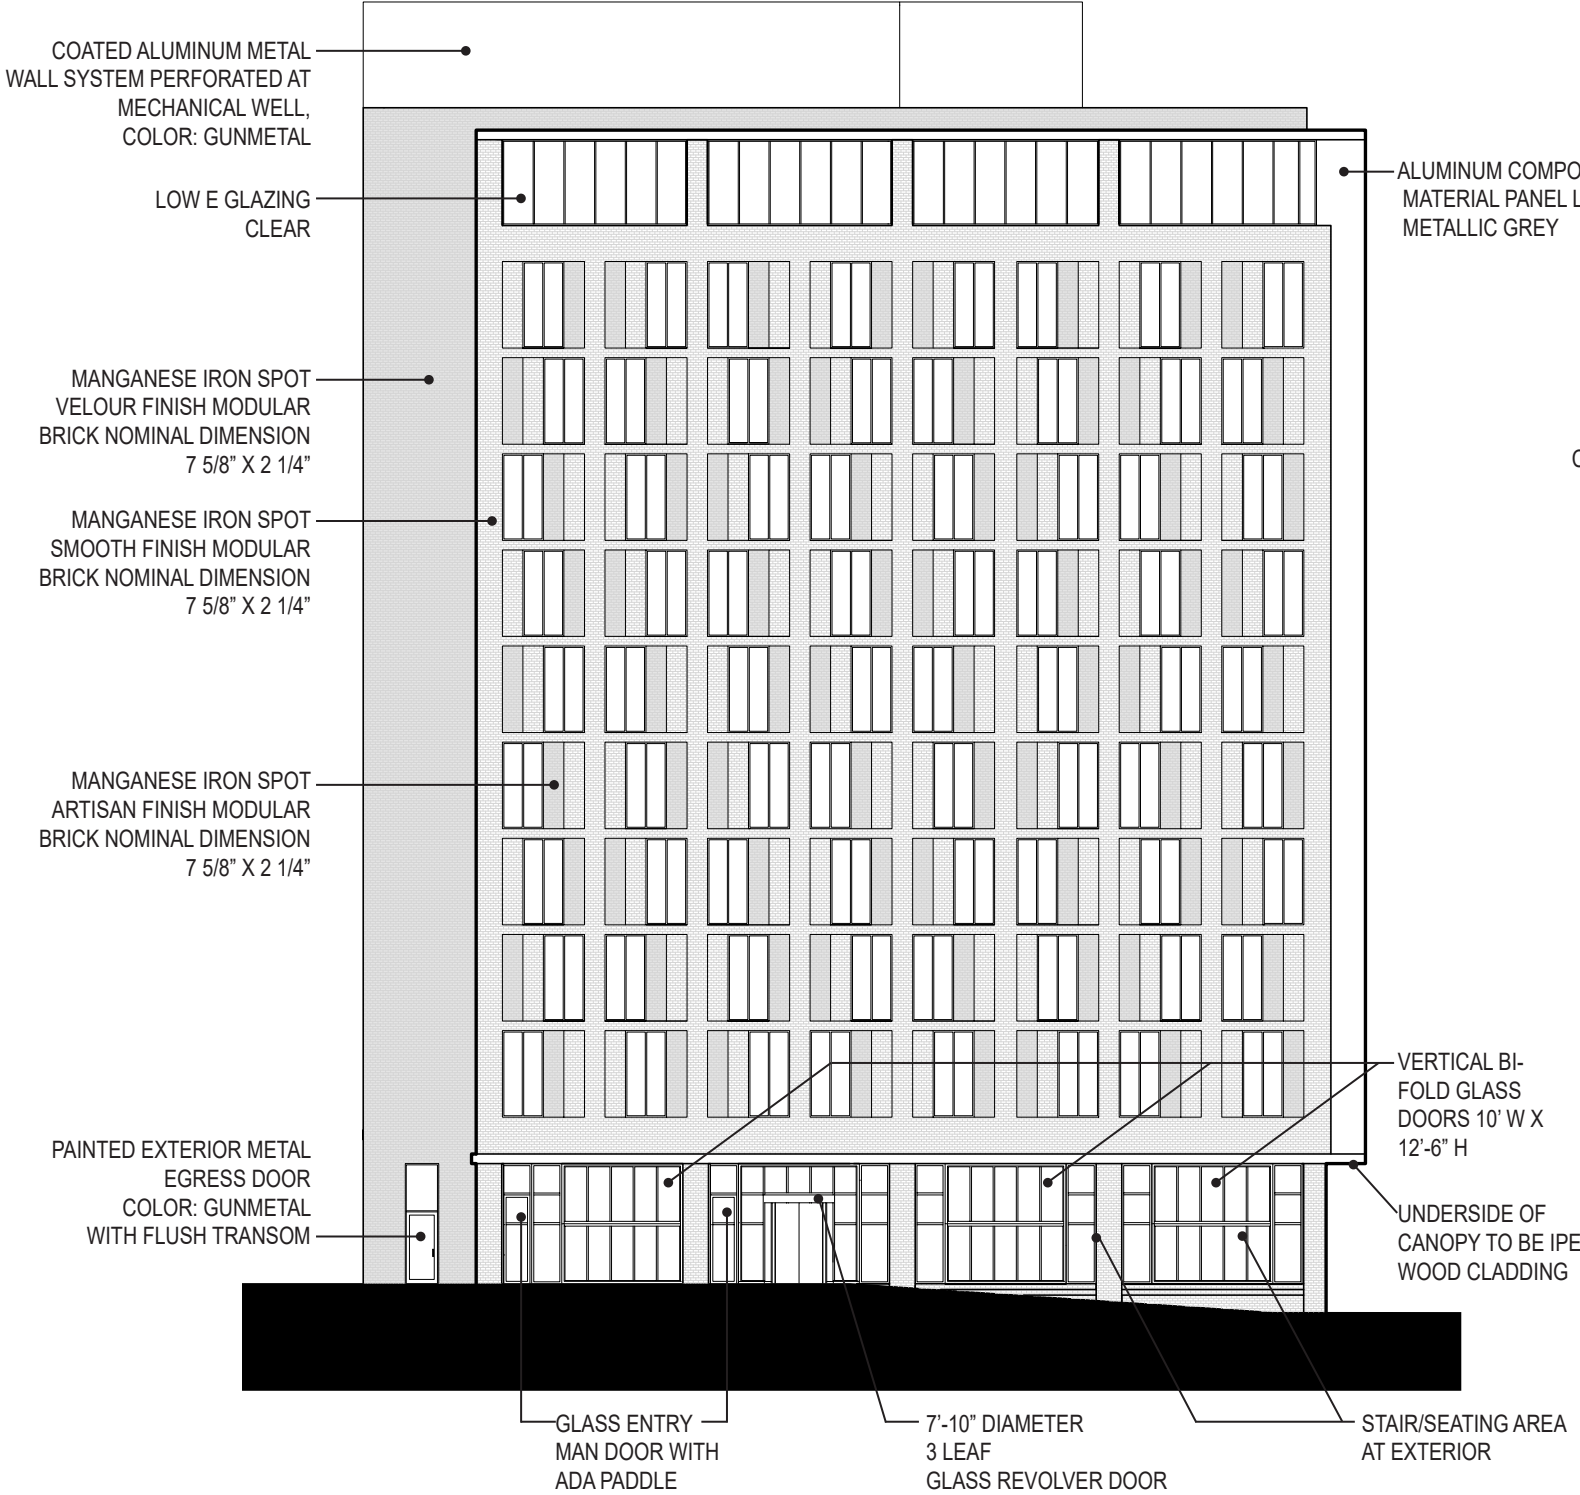 COATED ALUMINUM METAL
WALL SYSTEM PERFORATED AT
MECHANICAL WELL,
COLOR: GUNMETAL
LOW E GLAZING
CLEAR
MANGANESE IRON SPOT
VELOUR FINISH MODULAR
BRICK NOMINAL DIMENSION
7 5/8” X 2 1/4”
MANGANESE IRON SPOT
SMOOTH FINISH MODULAR
BRICK NOMINAL DIMENSION
7 5/8” X 2 1/4”
MANGANESE IRON SPOT
ARTISAN FINISH MODULAR
BRICK NOMINAL DIMENSION
7 5/8” X 2 1/4”
PAINTED EXTERIOR METAL
EGRESS DOOR
COLOR: GUNMETAL
WITH FLUSH TRANSOM
ALUMINUM
MATERIAL PANEL
METALLIC GREY
VERTICAL BI-
FOLD GLASS
DOORS 10’ W X
12’-6” H
UNDERSIDE OF
CANOPY TO BE IPE
WOOD CLADDING
GLASS ENTRY
MAN DOOR WITH
ADA PADDLE
7’-10” DIAMETER
3 LEAF
GLASS REVOLVER DOOR
STAIR/SEATING AREA
AT EXTERIOR